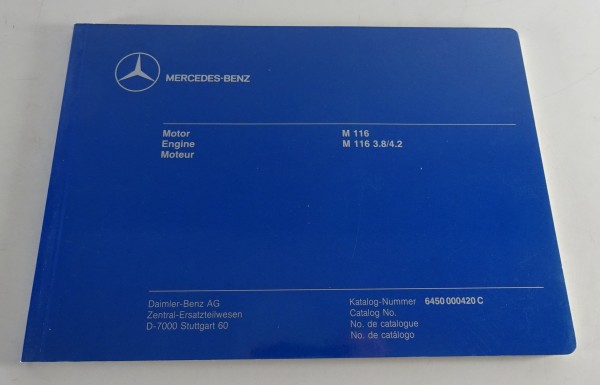 MERCEDES-BENZ
Motor M 116
Engine M 116 3.8/4.2
Moteur
Daimler-Benz AG
Zentral-Ersatzteilwesen
D-7000 Stuttgart 60
Katalog-Nummer 6450 000420 C
Catalog No.
No. de catalogue
No. de catálogo